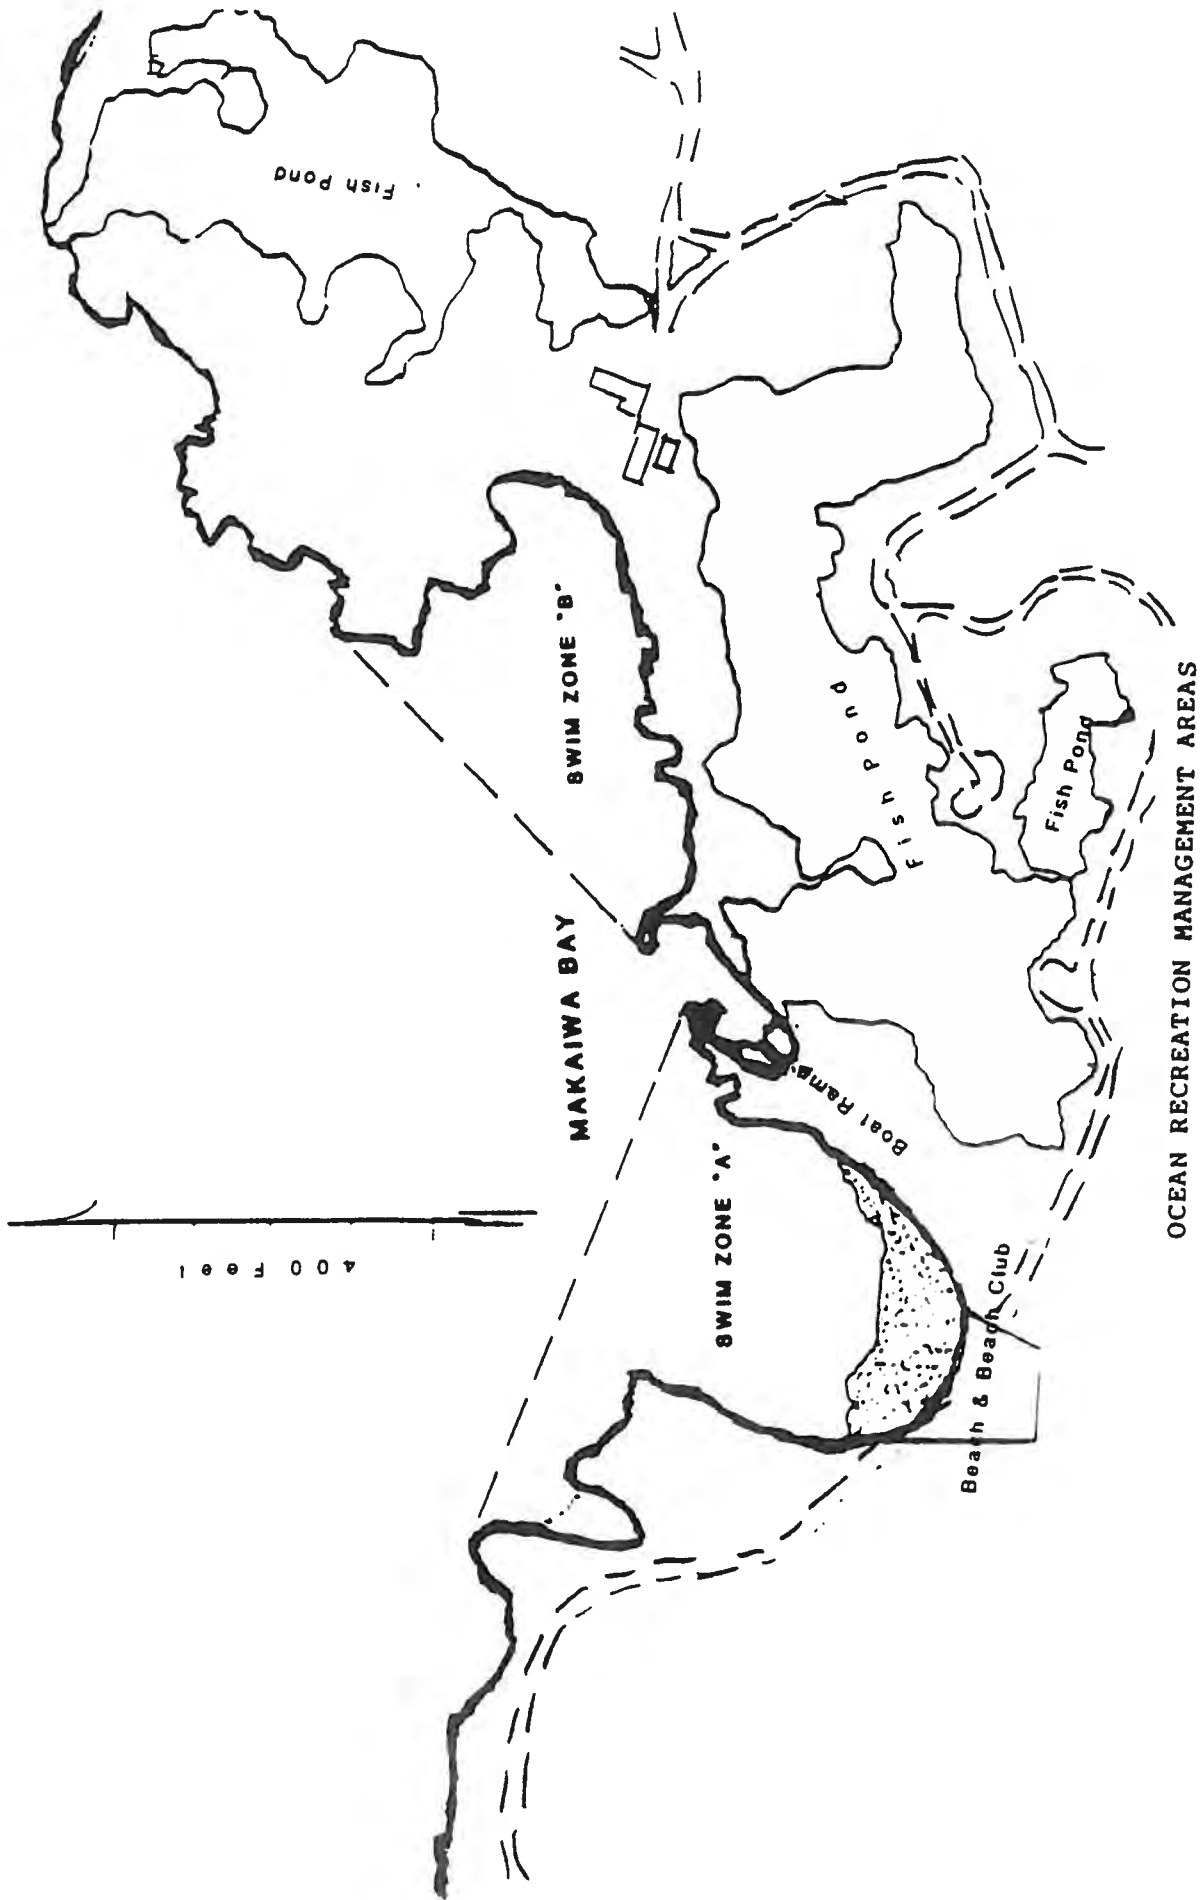 400 Feet
MAKAIWA BAY
SWIM ZONE "A"
SWIM ZONE "B"
Fish Pond
Fish Pond
Fish Pond
Boat Ramp
Beach & Beach Club
OCEAN RECREATION MANAGEMENT AREAS